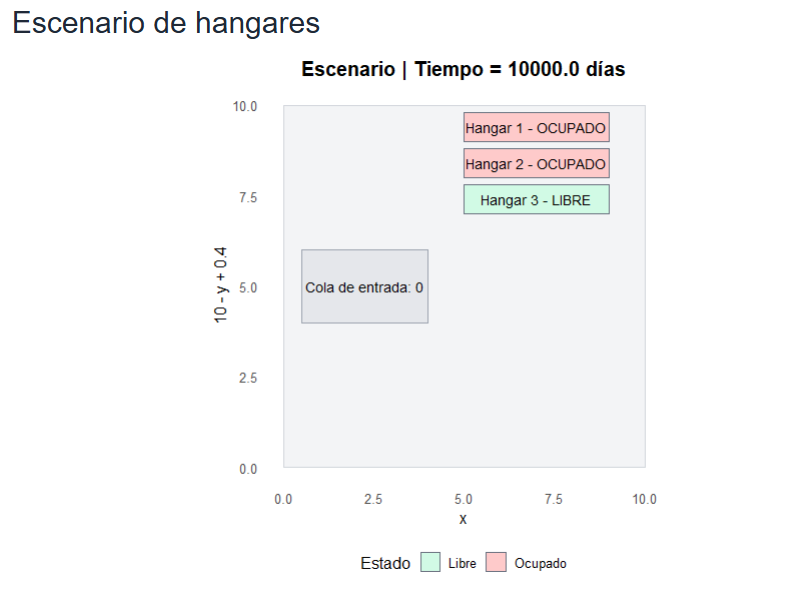 Escenario de hangares
Escenario | Tiempo = 10000.0 días
10.0
Hangar 1 - OCUPADO
Hangar 2 - OCUPADO
7.5
Hangar 3 - LIBRE
10 - y + 0.4
5.0
Cola de entrada: 0
2.5
0.0
0.0 2.5 5.0 7.5 10.0
x
Estado Libre Ocupado